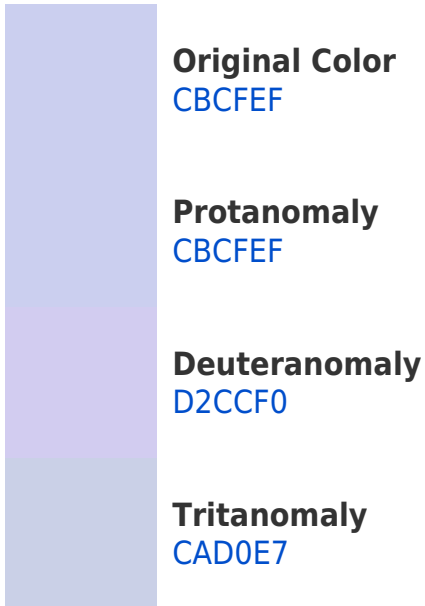 Original Color
CBCFEF
Protanomaly
CBCFEF
Deuteranomaly
D2CCF0
Tritanomaly
CAD0E7